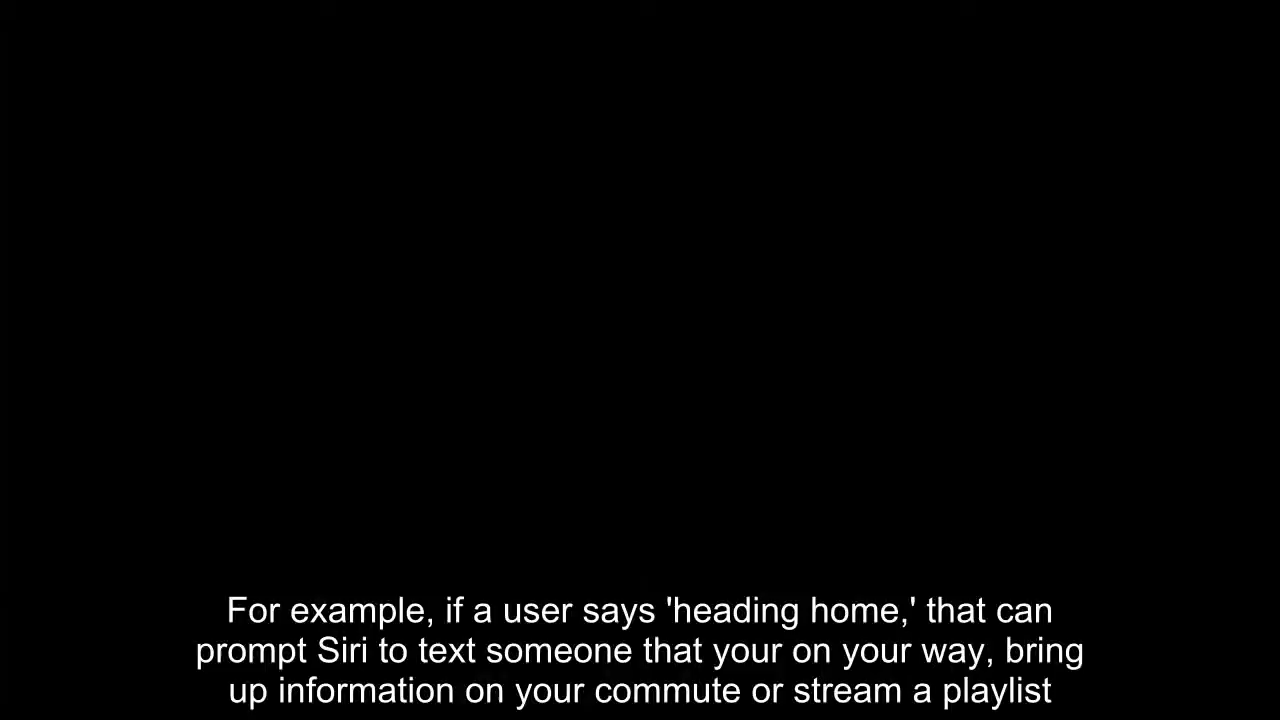 For example, if a user says 'heading home,' that can
prompt Siri to text someone that your on your way, bring
up information on your commute or stream a playlist